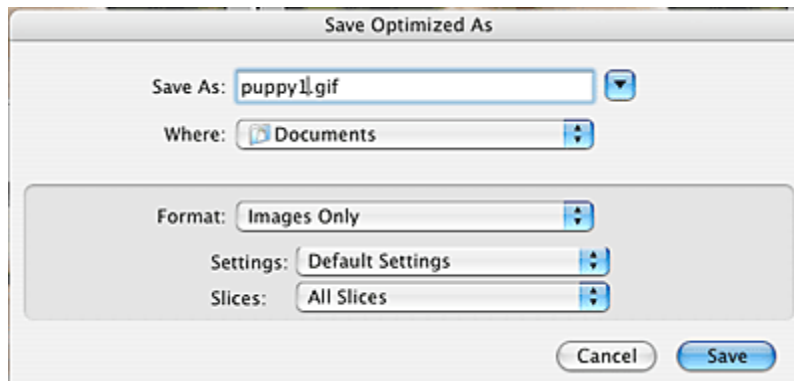 Save Optimized As
Save As: puppy1.gif
Where: Documents
Format: Images Only
Settings: Default Settings
Slices: All Slices
Cancel Save